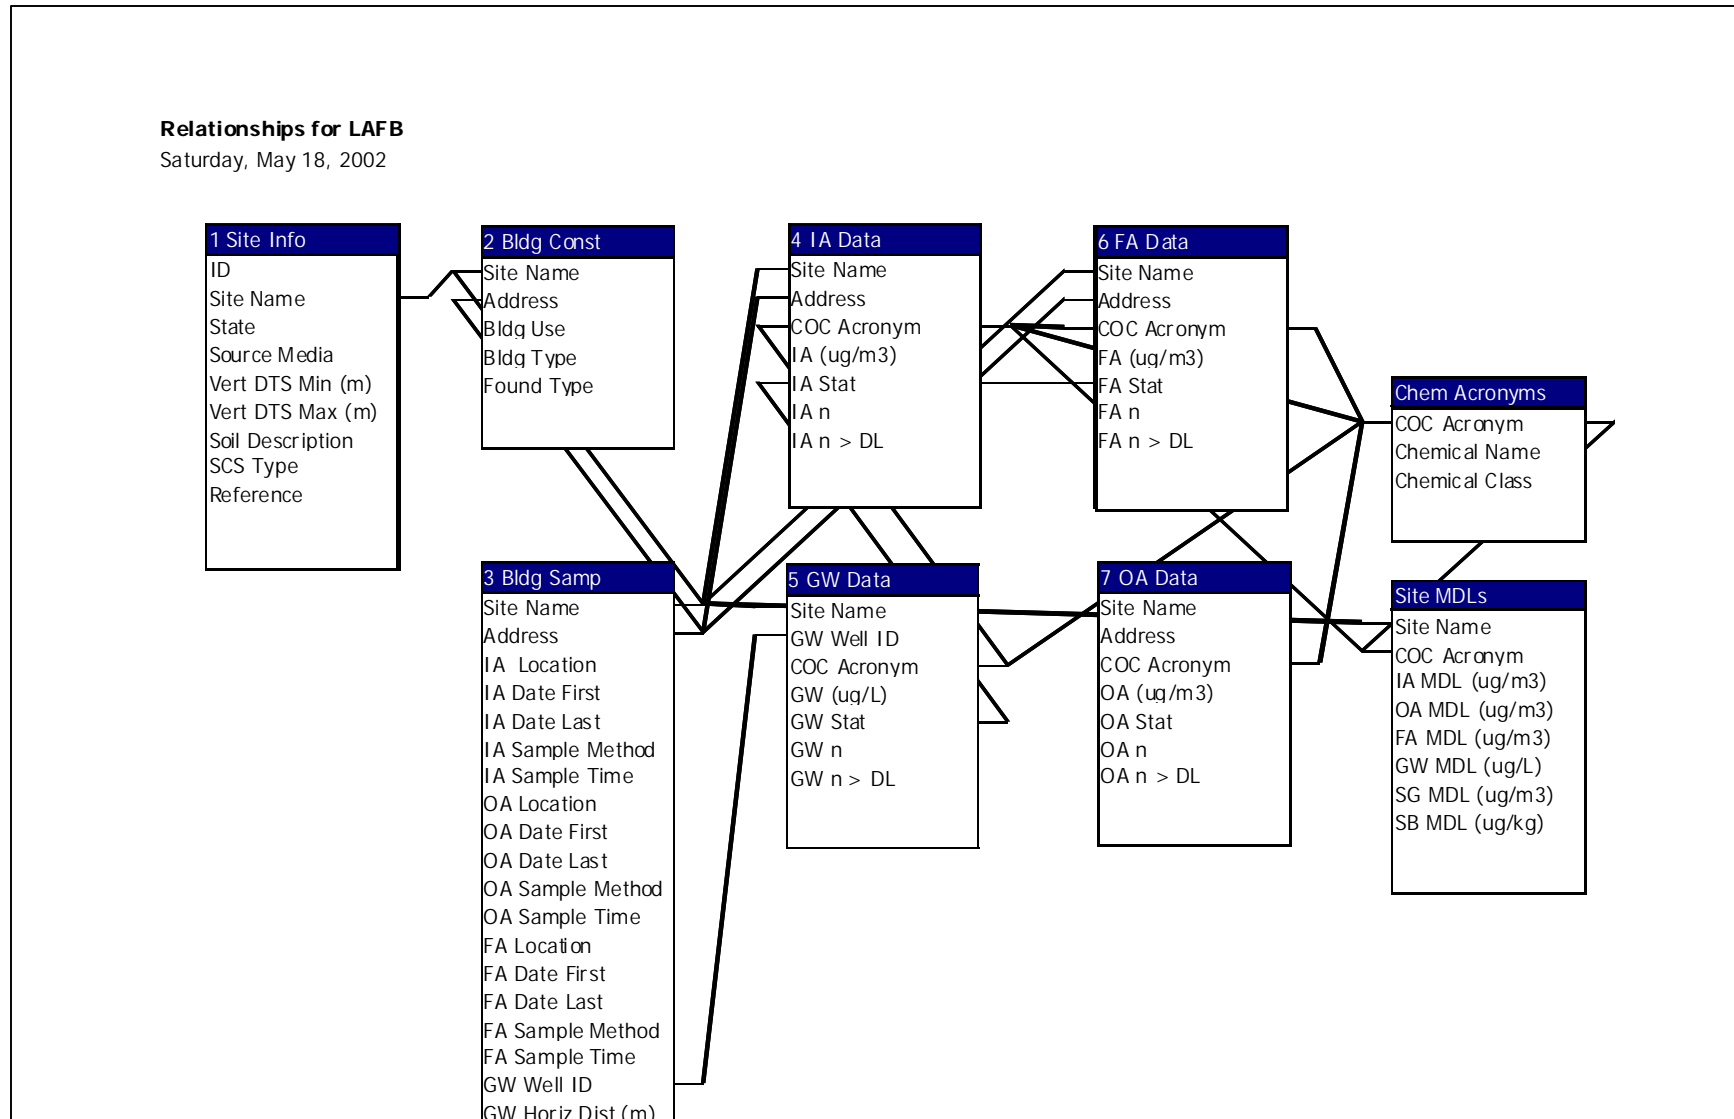 Relationships for LAFB
Saturday, May 18, 2002
1 Site Info
ID
Site Name
State
Source Media
Vert DTS Min (m)
Vert DTS Max (m)
Soil Description
SCS Type
Reference
2 Bldg Const
Site Name
Address
Bldg Use
Bldg Type
Found Type
3 Bldg Samp
Site Name
Address
IA Location
IA Date First
IA Date Last
IA Sample Method
IA Sample Time
OA Location
OA Date First
OA Date Last
OA Sample Method
OA Sample Time
FA Location
FA Date First
FA Date Last
FA Sample Method
FA Sample Time
GW Well ID
GW Horiz Dist (m)
4 IA Data
Site Name
Address
COC Acronym
IA (ug/m3)
IA Stat
IA n
IA n > DL
5 GW Data
Site Name
GW Well ID
COC Acronym
GW (ug/L)
GW Stat
GW n
GW n > DL
6 FA Data
Site Name
Address
COC Acronym
FA (ug/m3)
FA Stat
FA n
FA n > DL
7 OA Data
Site Name
Address
COC Acronym
OA (ug/m3)
OA Stat
OA n
OA n > DL
Chem Acronyms
COC Acronym
Chemical Name
Chemical Class
Site MDLs
Site Name
COC Acronym
IA MDL (ug/m3)
OA MDL (ug/m3)
FA MDL (ug/m3)
GW MDL (ug/L)
SG MDL (ug/m3)
SB MDL (ug/kg)